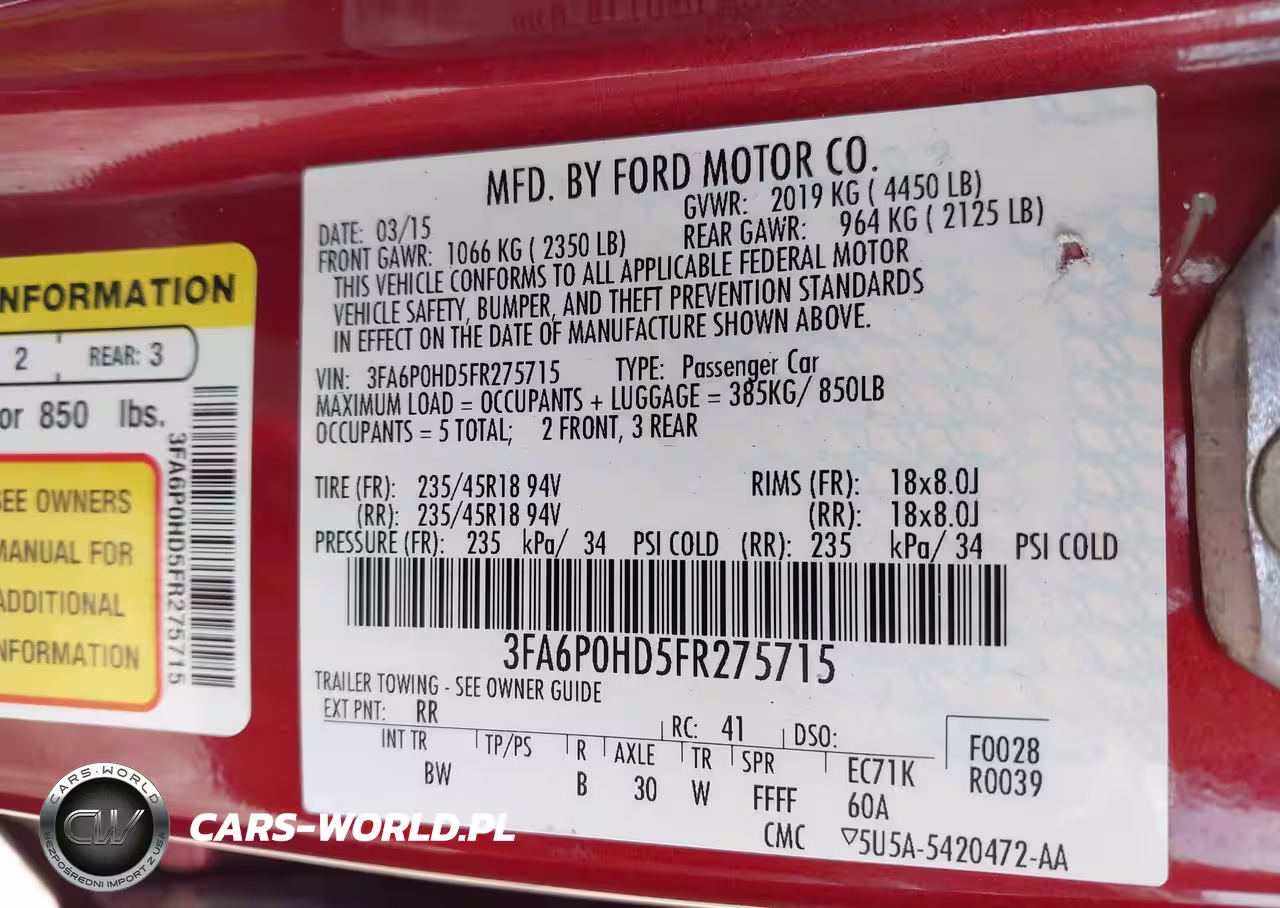 MFD. BY FORD MOTOR CO.
DATE: 03/15 GVWR: 2019 KG ( 4450 LB)
FRONT GAWR: 1066 KG ( 2350 LB) REAR GAWR: 964 KG ( 2125 LB)
THIS VEHICLE CONFORMS TO ALL APPLICABLE FEDERAL MOTOR
VEHICLE SAFETY, BUMPER, AND THEFT PREVENTION STANDARDS
IN EFFECT ON THE DATE OF MANUFACTURE SHOWN ABOVE.
VIN: 3FA6P0HD5FR275715 TYPE: Passenger Car
MAXIMUM LOAD = OCCUPANTS + LUGGAGE = 385KG/ 850LB
OCCUPANTS = 5 TOTAL; 2 FRONT, 3 REAR
TIRE (FR): 235/45R18 94V RIMS (FR): 18x8.0J
(RR): 235/45R18 94V (RR): 18x8.0J
PRESSURE (FR): 235 kPa/ 34 PSI COLD (RR): 235 kPa/ 34 PSI COLD
3FA6P0HD5FR275715
TRAILER TOWING - SEE OWNER GUIDE
EXT PNT: RR RC: 41 DSO:
INT TR TP/PS R AXLE TR SPR EC71K F0028
R0039
BW B 30 W FFFF 60A
CMC ▽5U5A-5420472-AA
NFORMATION
2 REAR: 3
or 850 lbs.
3FA6P0HD5FR275715
SEE OWNERS
MANUAL FOR
ADDITIONAL
NFORMATION
CARS-WORLD
CW
BEZPOŚREDNI IMPORT Z USA
CARS-WORLD.PL